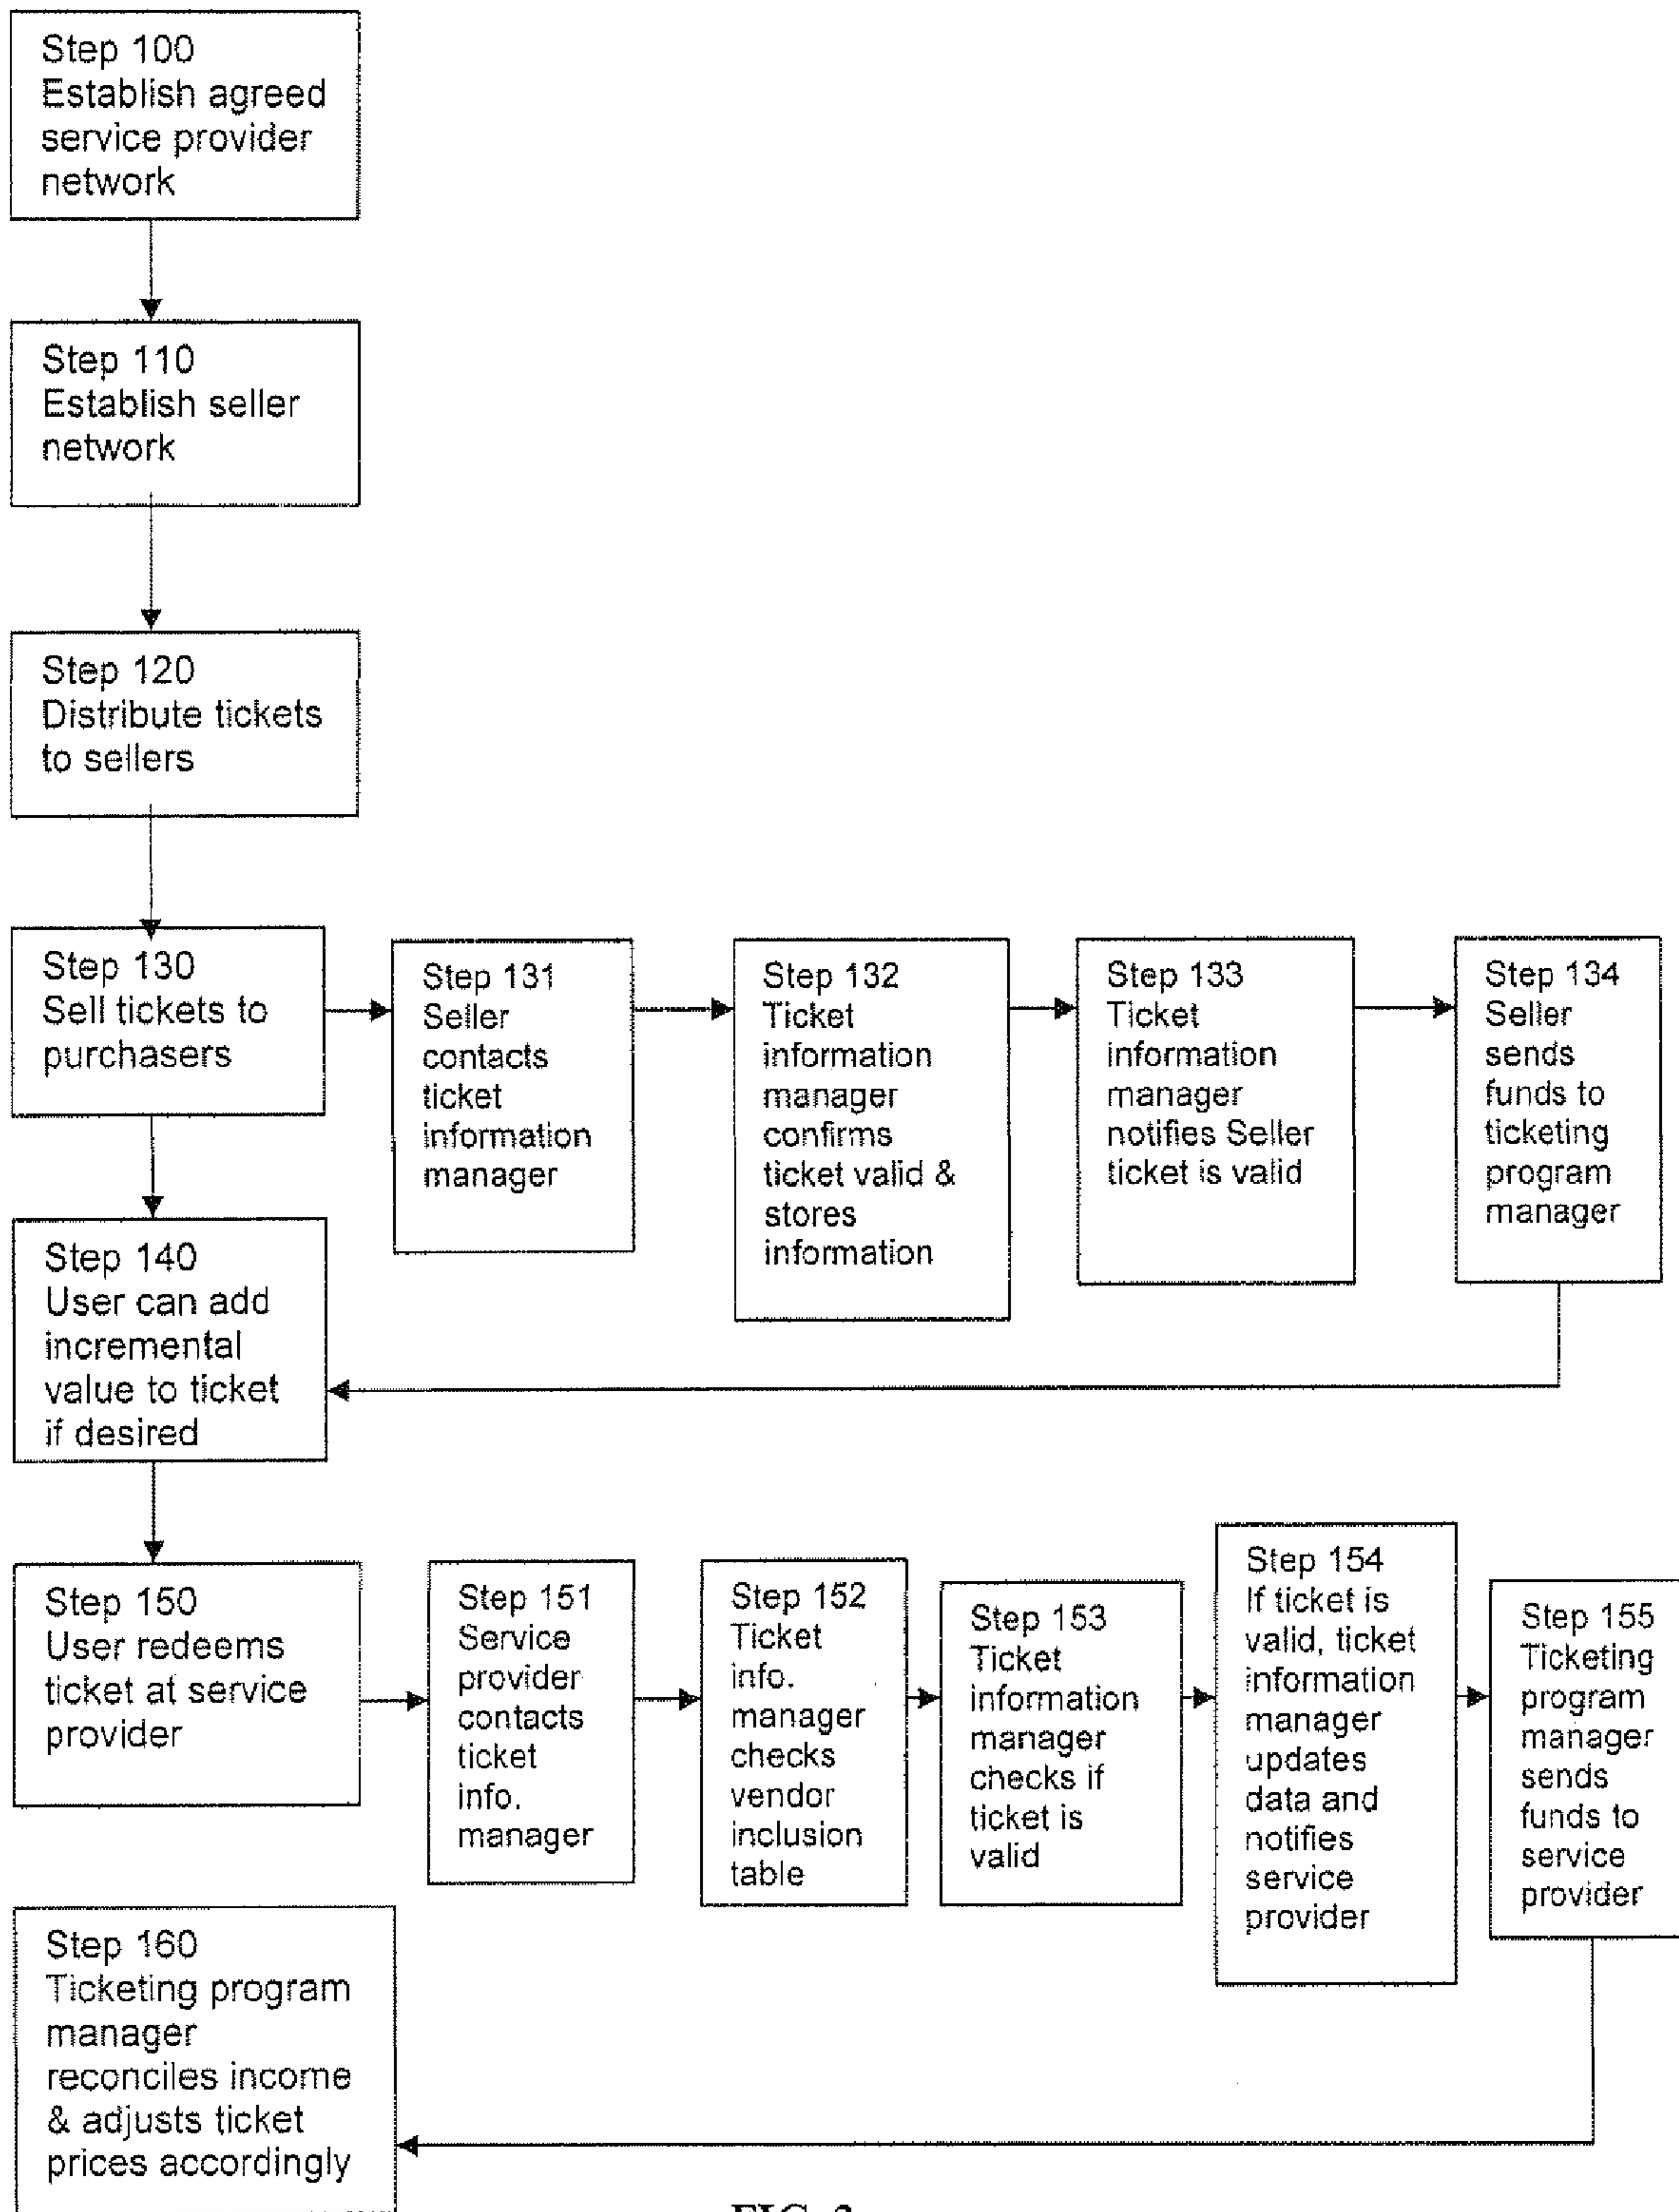 Step 100
Establish agreed
service provider
network
Step 110
Establish seller
network
Step 120
Distribute tickets
to sellers
Step 130
Sell tickets to
purchasers
Step 131
Seller
contacts
ticket
information
manager
Step 132
Ticket
information
manager
confirms
ticket valid &
stores
information
Step 133
Ticket
information
manager
notifies Seller
ticket is valid
Step 134
Seller
sends
funds to
ticketing
program
manager
Step 140
User can add
incremental
value to ticket
if desired
Step 150
User redeems
ticket at service
provider
Step 151
Service
provider
contacts
ticket
info.
manager
Step 152
Ticket
info.
manager
checks
vendor
inclusion
table
Step 153
Ticket
information
manager
checks if
ticket is
valid
Step 154
If ticket is
valid, ticket
information
manager
updates
data and
notifies
service
provider
Step 155
Ticketing
program
manager
sends
funds to
service
provider
Step 160
Ticketing program
manager
reconciles income
& adjusts ticket
prices accordingly
FIG.